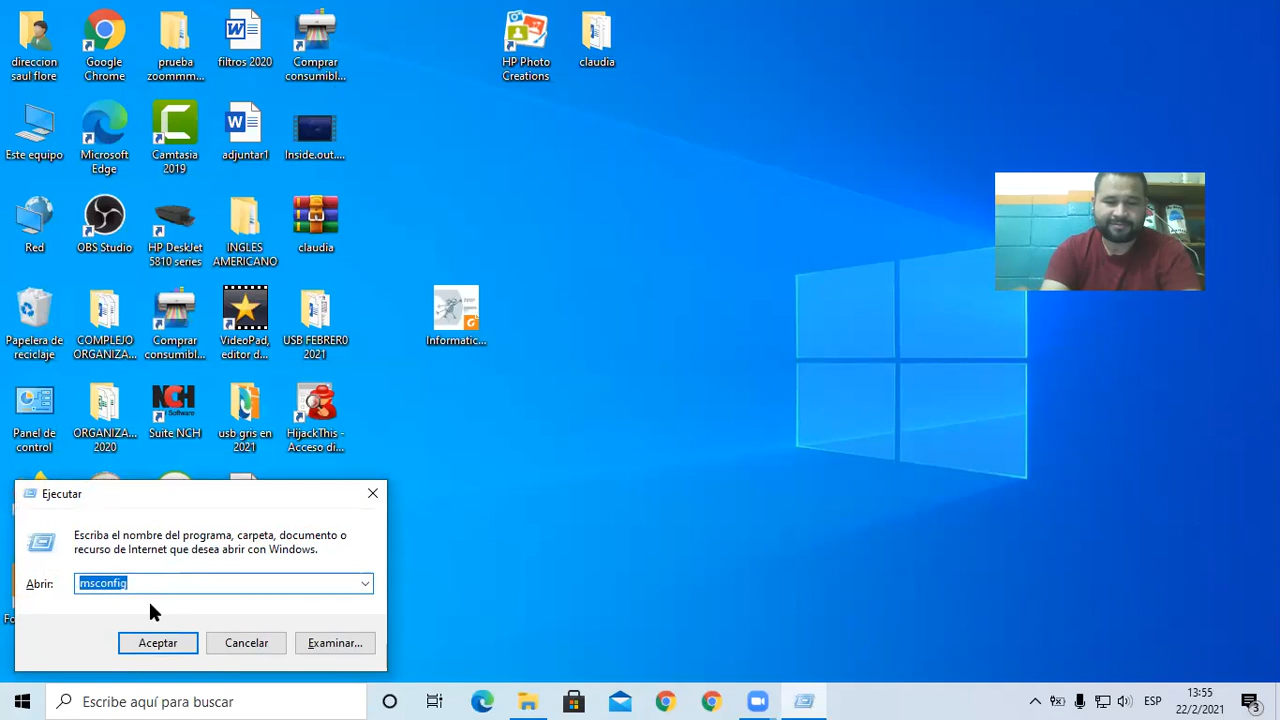 direccion
saul flore
Google
Chrome
prueba
zoommm...
filtros 2020
Comprar
consumibl...
HP Photo
Creations
claudia
Este equipo
Microsoft
Edge
Camtasia
2019
adjuntar1
Inside.out....
Red
OBS Studio
HP DeskJet
5810 series
INGLES
AMERICANO
claudia
Papelera de
reciclaje
COMPLEJO
ORGANIZA...
Comprar
consumibl...
VideoPad,
editor d...
USB FEBRER0
2021
Informatic...
Panel de
control
ORGANIZA...
2020
NCH
Software
Suite NCH
usb gris en
2021
HijackThis -
Acceso di...
Ejecutar
Escriba el nombre del programa, carpeta, documento o
recurso de Internet que desea abrir con Windows.
Abrir:
msconfig
Aceptar
Cancelar
Examinar...
Escribe aquí para buscar
ESP
13:55
22/2/2021
3